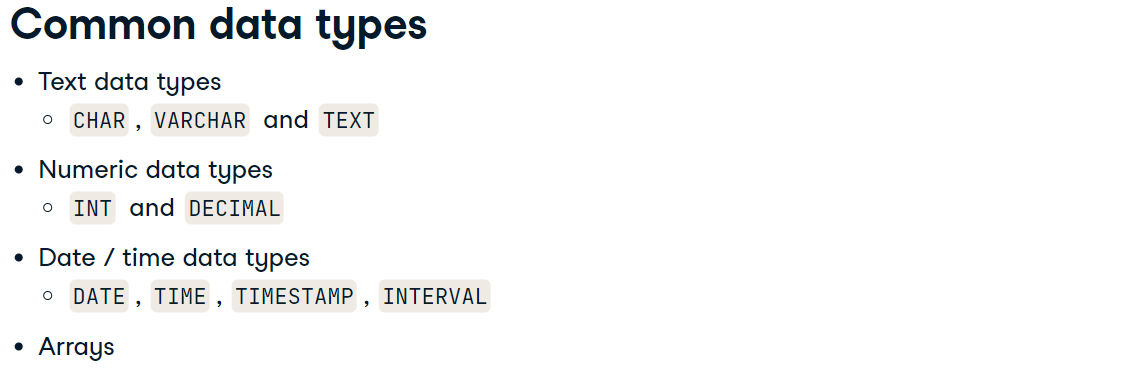 Common data types
• Text data types
○ CHAR , VARCHAR and TEXT
• Numeric data types
○ INT and DECIMAL
• Date / time data types
○ DATE , TIME , TIMESTAMP , INTERVAL
• Arrays